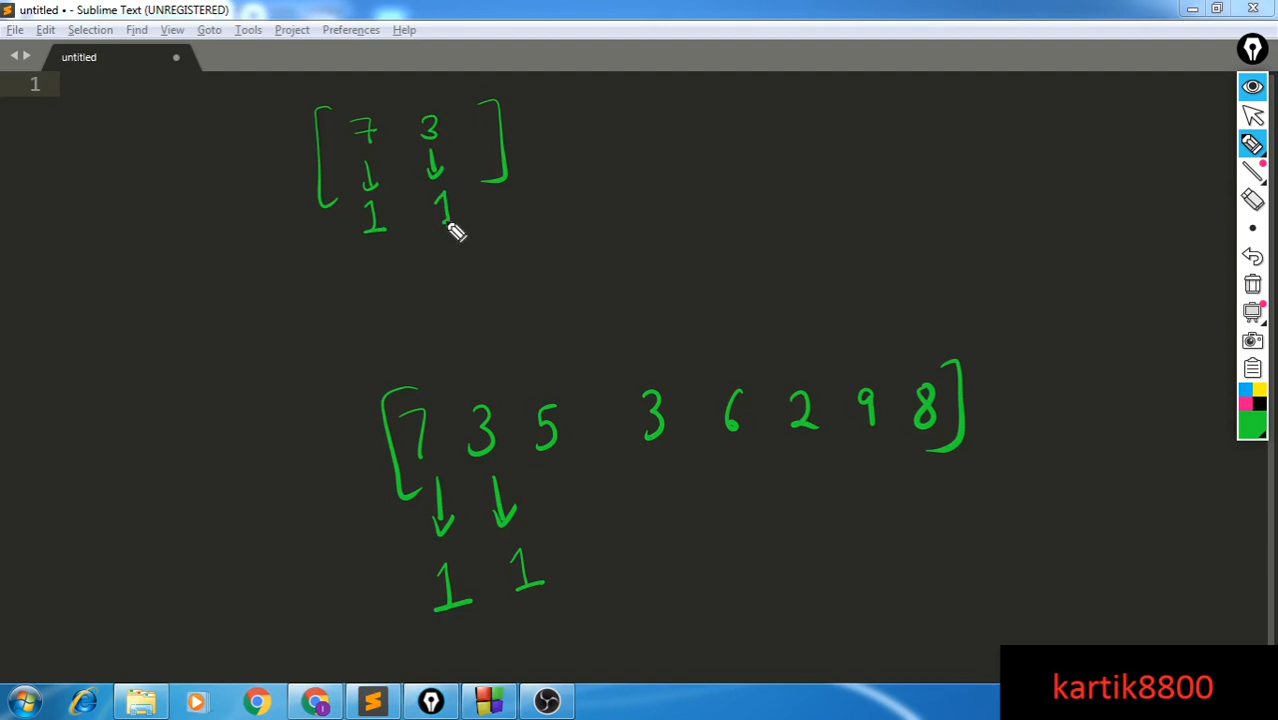 untitled • - Sublime Text (UNREGISTERED)
File Edit Selection Find View Goto Tools Project Preferences Help
untitled
1
[ 7 3 ]
1 1
[ 7 3 5 3 6 2 9 8 ]
1 1
kartik8800